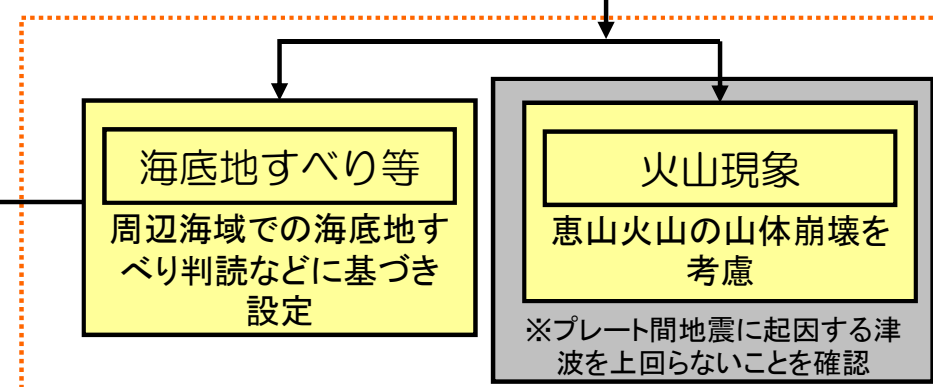 海底地すべり等
周辺海域での海底地す
べり判読などに基づき
設定
火山現象
恵山火山の山体崩壊を
考慮
※プレート間地震に起因する津
波を上回らないことを確認